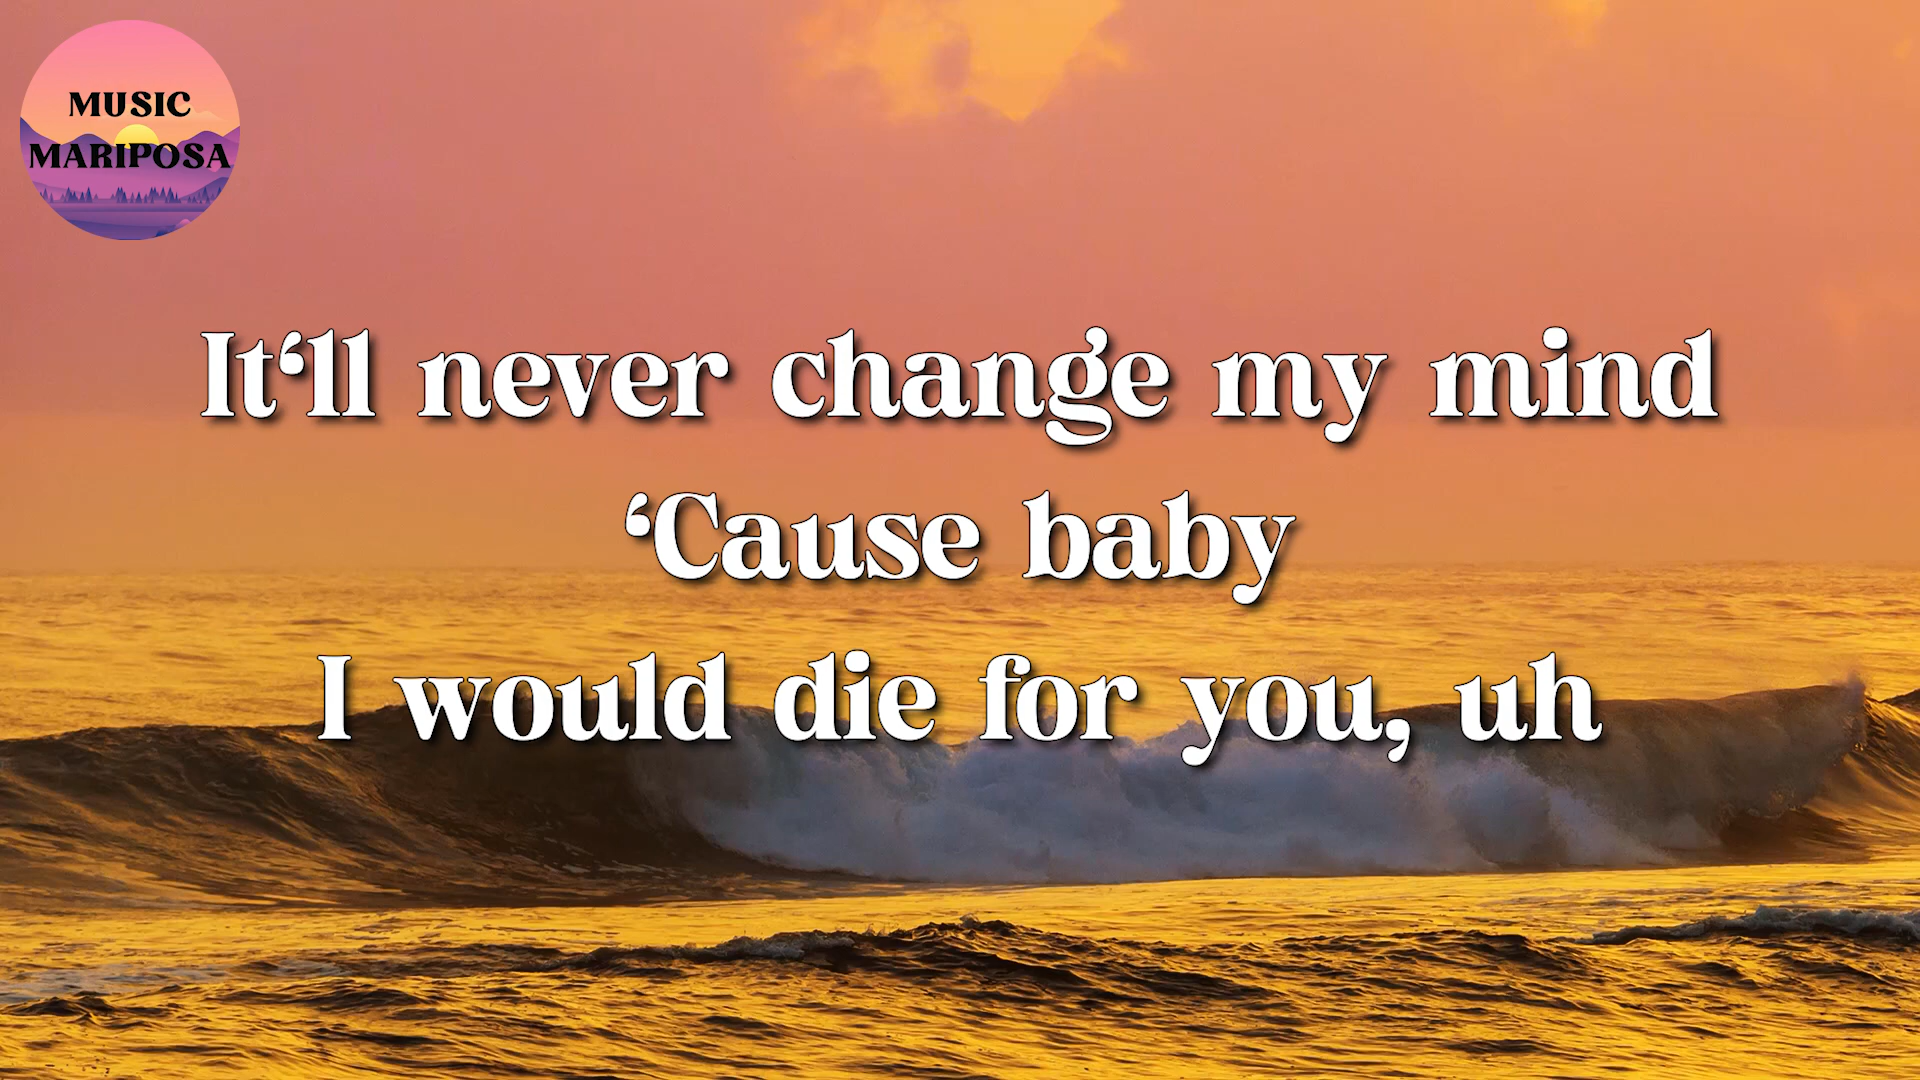 MUSIC
MARIPOSA
It‘ll never change my mind
‘Cause baby
I would die for you, uh